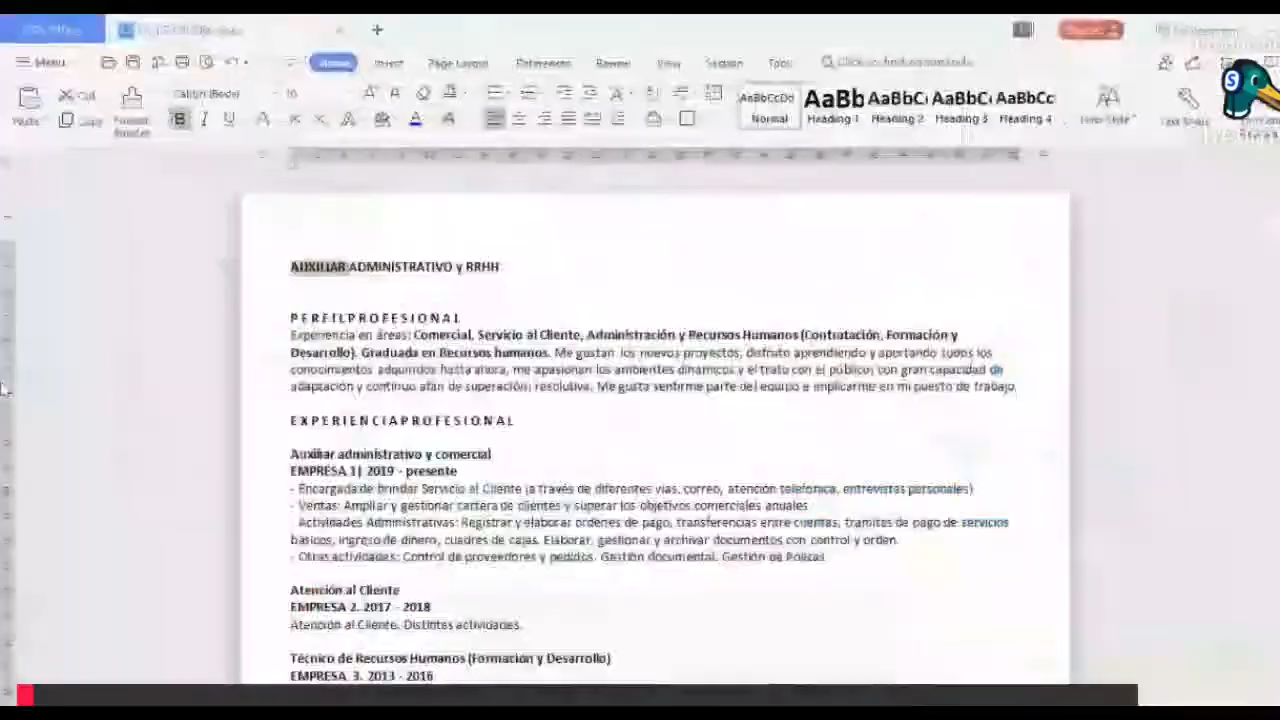 Menu
Home
Insert
Page Layout
References
Review
View
Section
Tools
Cut
Calibri (Body)
B I U
AaBbCcDd
AaBb
AaBbC
AaBbC
AaBbCc
Normal
Heading 1
Heading 2
Heading 3
Heading 4
S
AUXILIAR ADMINISTRATIVO y RRHH
P E R F I L P R O F E S I O N A L
Experiencia en áreas: Comercial, Servicio al Cliente, Administración y Recursos Humanos (Contratación, Formación y
Desarrollo). Graduada en Recursos humanos. Me gustan los nuevos proyectos, disfruto aprendiendo y aportando todos los
conocimientos adquiridos hasta ahora, me apasionan los ambientes dinámicos y el trato con el público; con gran capacidad de
adaptación y continuo afán de superación; resolutiva. Me gusta sentirme parte del equipo e implicarme en mi puesto de trabajo.
E X P E R I E N C I A P R O F E S I O N A L
Auxiliar administrativo y comercial
EMPRESA 1| 2019 - presente
- Encargada de brindar Servicio al Cliente (a través de diferentes vías, correo, atención telefónica, entrevistas personales)
- Ventas: Ampliar y gestionar cartera de clientes y superar los objetivos comerciales anuales
- Actividades Administrativas: Registrar y elaborar ordenes de pago, transferencias entre cuentas, tramites de pago de servicios
básicos, ingreso de dinero, cuadres de cajas. Elaborar, gestionar y archivar documentos con control y orden.
- Otras actividades: Control de proveedores y pedidos. Gestión documental. Gestión de Pólizas
Atención al Cliente
EMPRESA 2. 2017 - 2018
Atención al Cliente. Distintas actividades.
Técnico de Recursos Humanos (Formación y Desarrollo)
EMPRESA 3. 2013 - 2016